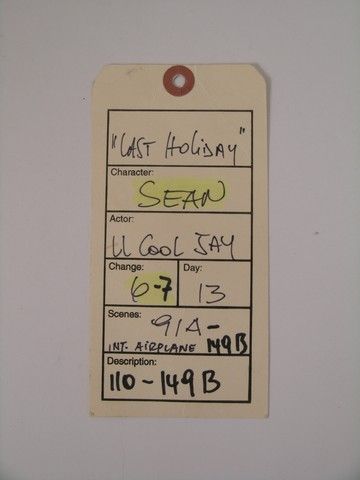 "LAST HOLIDAY"
Character:
SEAN
Actor:
LL COOL JAY
Change: Day:
6-7 13
Scenes:
91A-
INT. AIRPLANE 149B
Description:
110-149B